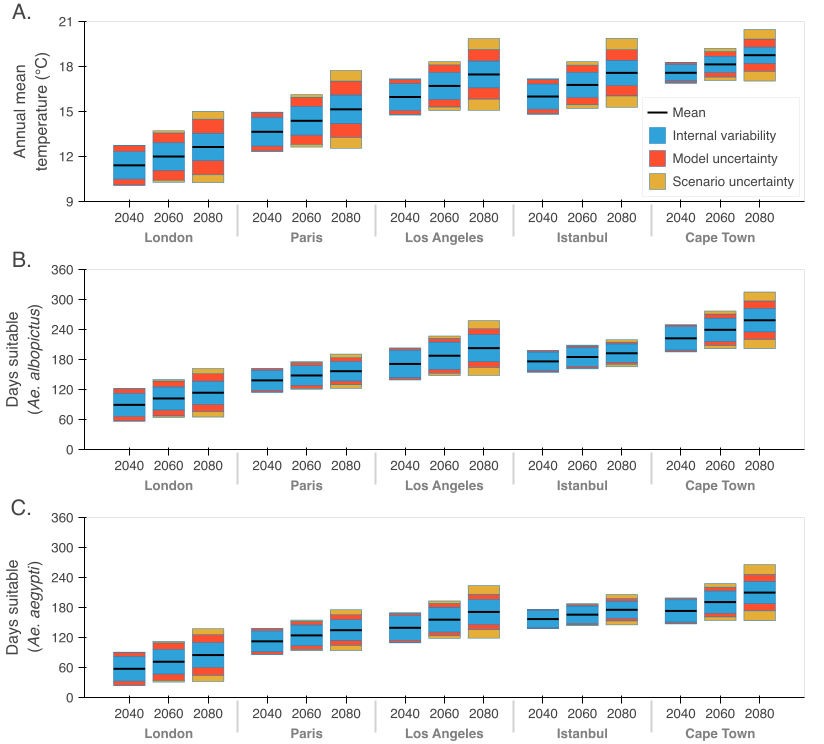 A.
Annual mean
temperature (°C)
21
18
15
12
9
Mean
Internal variability
Model uncertainty
Scenario uncertainty
2040 2060 2080 2040 2060 2080 2040 2060 2080 2040 2060 2080 2040 2060 2080
London Paris Los Angeles Istanbul Cape Town
B.
Days suitable
(Ae. albopictus)
360
300
240
180
120
60
0
2040 2060 2080 2040 2060 2080 2040 2060 2080 2040 2060 2080 2040 2060 2080
London Paris Los Angeles Istanbul Cape Town
C.
Days suitable
(Ae. aegypti)
360
300
240
180
120
60
0
2040 2060 2080 2040 2060 2080 2040 2060 2080 2040 2060 2080 2040 2060 2080
London Paris Los Angeles Istanbul Cape Town